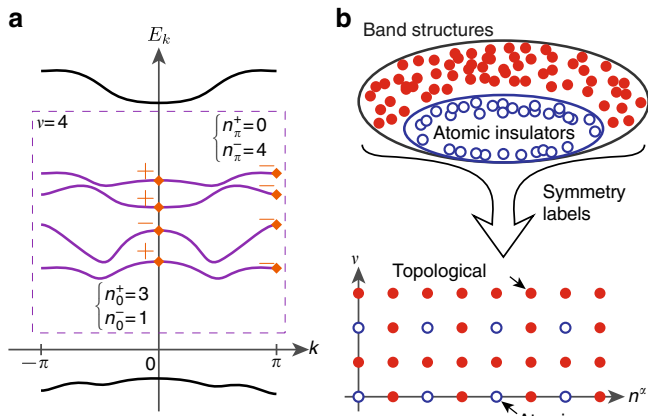 a
E_k
ν=4
n_π^+=0
n_π^-=4
+
−
+
−
−
−
+
−
n_0^+=3
n_0^-=1
−π
0
π
k
b
Band structures
Atomic insulators
Symmetry
labels
ν
Topological
n^α